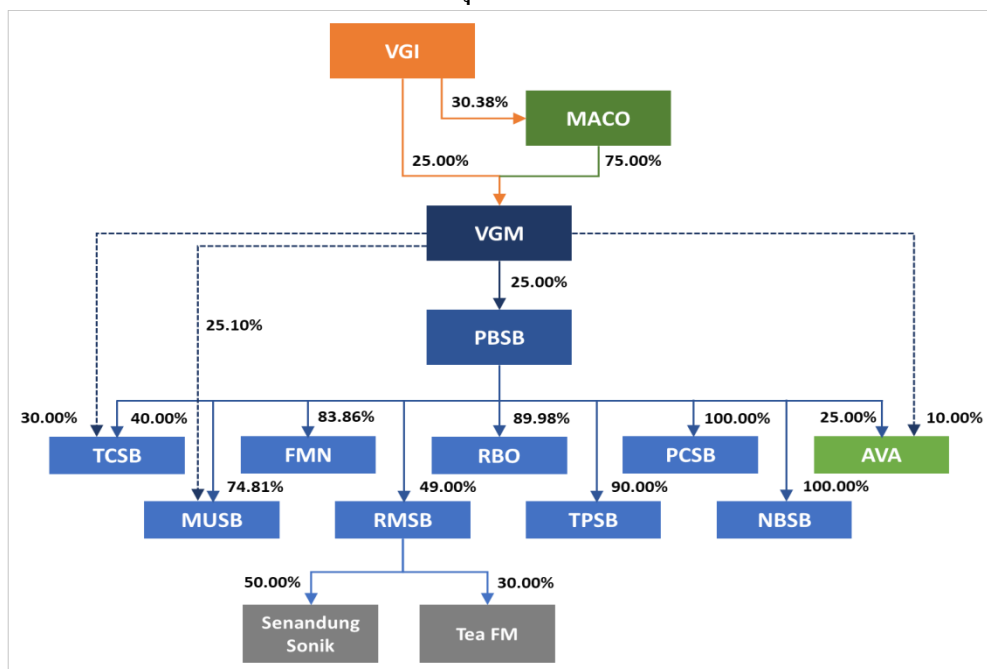 VGI
30.38%
MACO
25.00%
75.00%
VGM
25.00%
25.10%
PBSB
30.00%
40.00%
83.86%
89.98%
100.00%
25.00%
10.00%
TCSB
FMN
RBO
PCSB
AVA
74.81%
49.00%
90.00%
100.00%
MUSB
RMSB
TPSB
NBSB
50.00%
30.00%
Senandung
Sonik
Tea FM